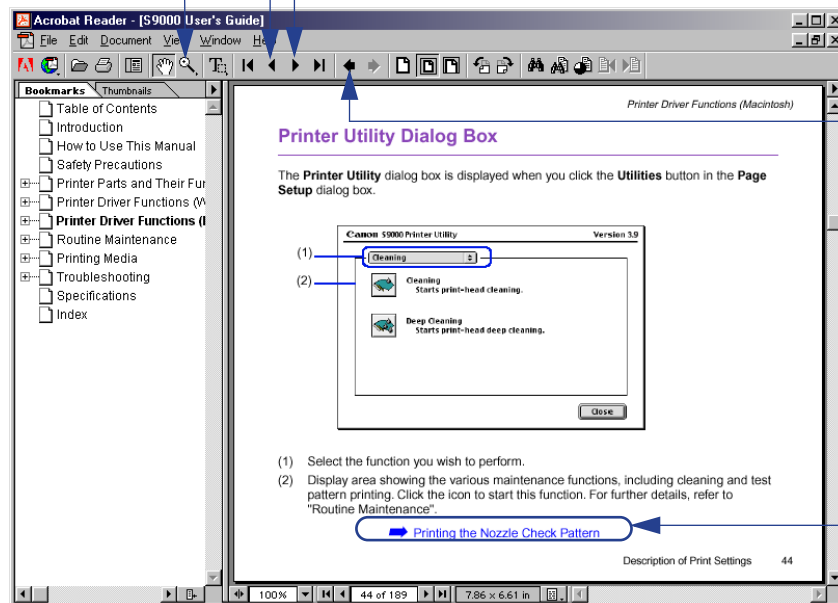 Acrobat Reader - [S9000 User's Guide]
File Edit Document View Window Help
Bookmarks Thumbnails
Table of Contents
Introduction
How to Use This Manual
Safety Precautions
Printer Parts and Their Fur
Printer Driver Functions (W
Printer Driver Functions (I
Routine Maintenance
Printing Media
Troubleshooting
Specifications
Index
Printer Driver Functions (Macintosh)
Printer Utility Dialog Box
The Printer Utility dialog box is displayed when you click the Utilities button in the Page
Setup dialog box.
Canon S9000 Printer Utility Version 3.9
(1)
Cleaning
(2)
Cleaning
Starts print-head cleaning.
Deep Cleaning
Starts print-head deep cleaning.
Close
(1) Select the function you wish to perform.
(2) Display area showing the various maintenance functions, including cleaning and test
pattern printing. Click the icon to start this function. For further details, refer to
"Routine Maintenance".
Printing the Nozzle Check Pattern
Description of Print Settings 44
100% 44 of 189 7.86 x 6.61 in